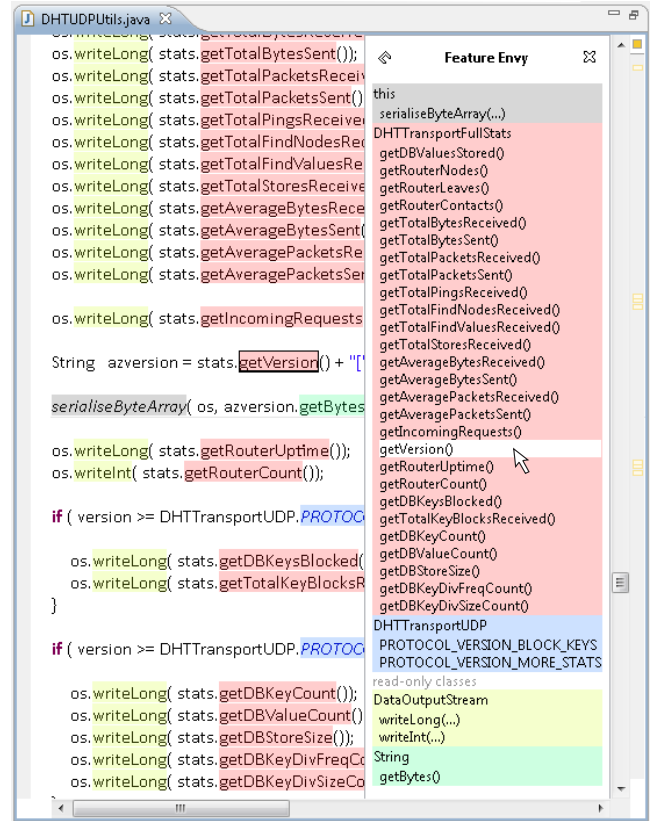 DHTUDPUtils.java
os.writeLong( stats.getTotalBytesSent());
os.writeLong( stats.getTotalPacketsReceiv
os.writeLong( stats.getTotalPacketsSent()
os.writeLong( stats.getTotalPingsReceived
os.writeLong( stats.getTotalFindNodesRec
os.writeLong( stats.getTotalFindValuesRe
os.writeLong( stats.getTotalStoresReceive
os.writeLong( stats.getAverageBytesRece
os.writeLong( stats.getAverageBytesSent(
os.writeLong( stats.getAveragePacketsRe
os.writeLong( stats.getAveragePacketsSen
os.writeLong( stats.getIncomingRequests
String azversion = stats.getVersion() + "["
serialiseByteArray( os, azversion.getBytes
os.writeLong( stats.getRouterUptime());
os.writeInt( stats.getRouterCount());
if ( version >= DHTTransportUDP.PROTOCO
os.writeLong( stats.getDBKeysBlocked(
os.writeLong( stats.getTotalKeyBlocksR
}
if ( version >= DHTTransportUDP.PROTOCO
os.writeLong( stats.getDBKeyCount());
os.writeLong( stats.getDBValueCount()
os.writeLong( stats.getDBStoreSize());
os.writeLong( stats.getDBKeyDivFreqCo
os.writeLong( stats.getDBKeyDivSizeCo
Feature Envy
this
serialiseByteArray(...)
DHTTransportFullStats
getDBValuesStored()
getRouterNodes()
getRouterLeaves()
getRouterContacts()
getTotalBytesReceived()
getTotalBytesSent()
getTotalPacketsReceived()
getTotalPacketsSent()
getTotalPingsReceived()
getTotalFindNodesReceived()
getTotalFindValuesReceived()
getTotalStoresReceived()
getAverageBytesReceived()
getAverageBytesSent()
getAveragePacketsReceived()
getAveragePacketsSent()
getIncomingRequests()
getVersion()
getRouterUptime()
getRouterCount()
getDBKeysBlocked()
getTotalKeyBlocksReceived()
getDBKeyCount()
getDBValueCount()
getDBStoreSize()
getDBKeyDivFreqCount()
getDBKeyDivSizeCount()
DHTTransportUDP
PROTOCOL_VERSION_BLOCK_KEYS
PROTOCOL_VERSION_MORE_STATS
read-only classes
DataOutputStream
writeLong(...)
writeInt(...)
String
getBytes()